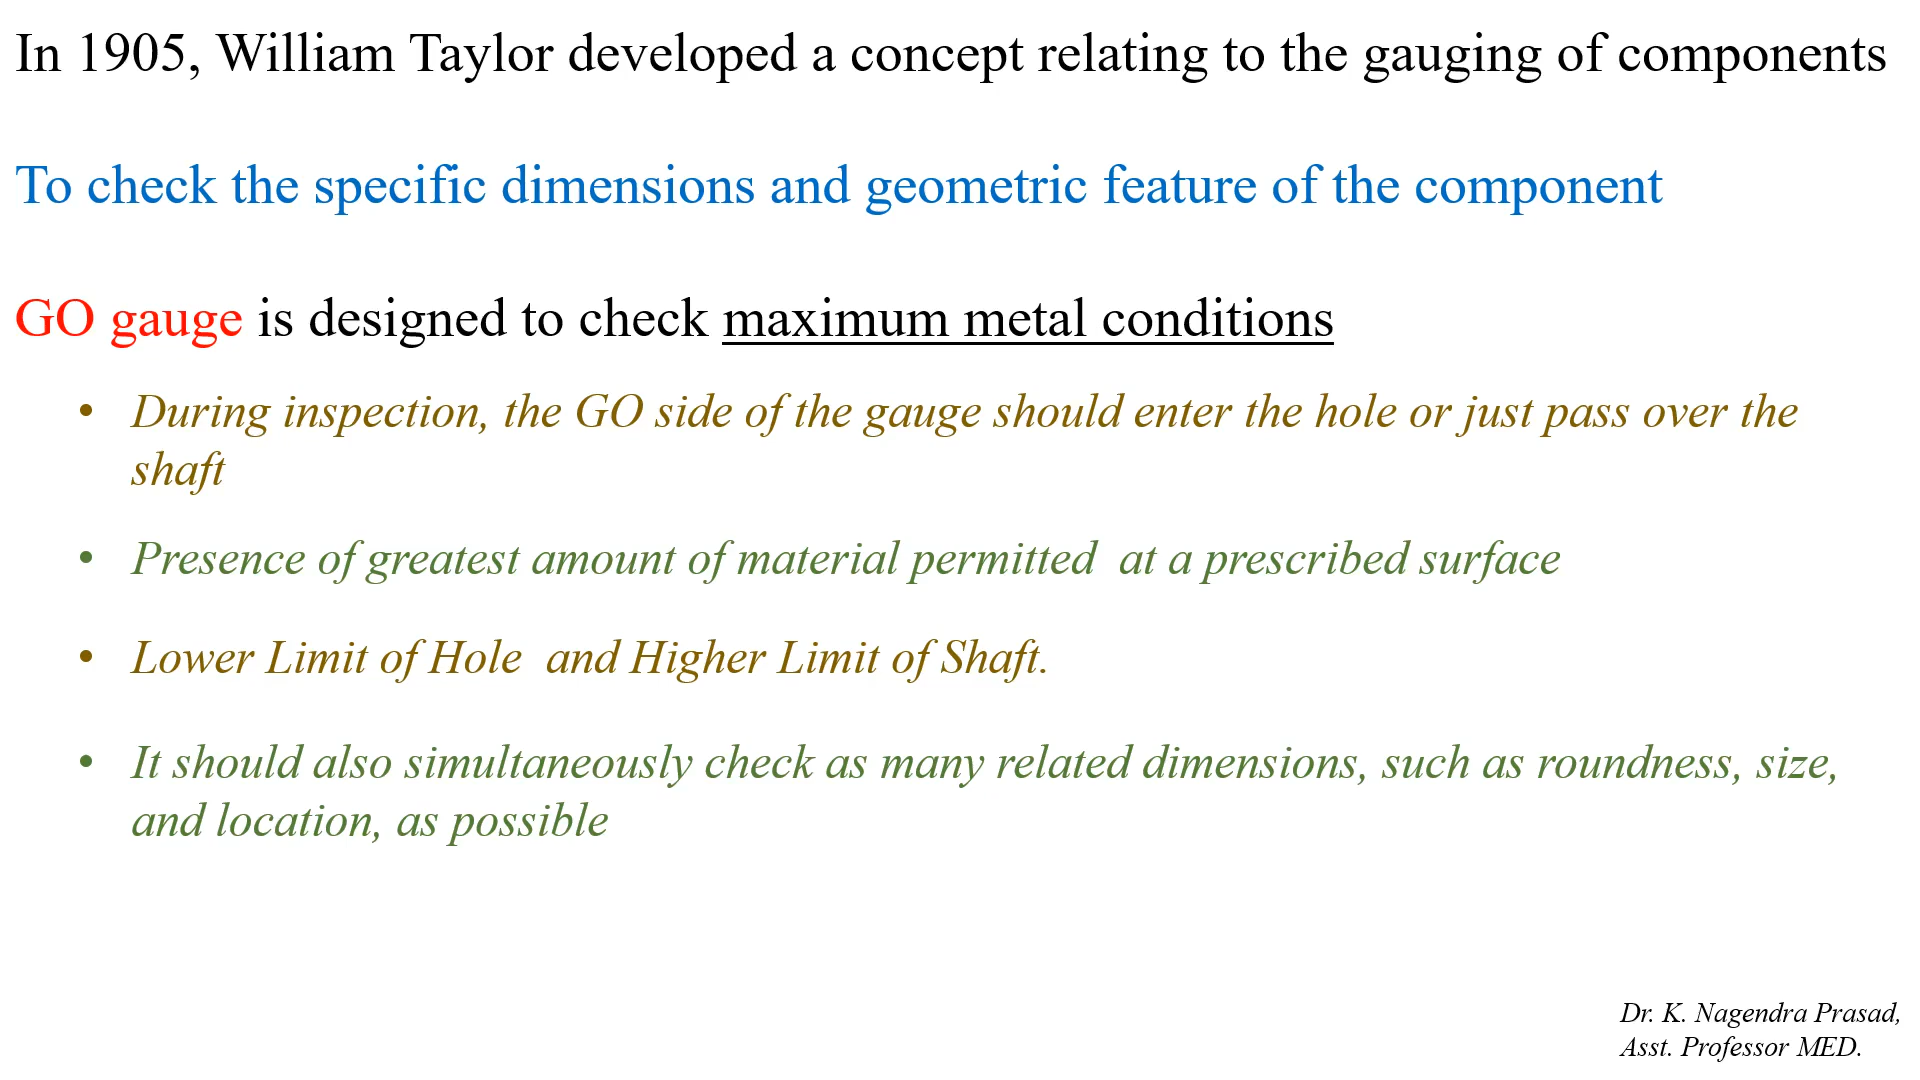 In 1905, William Taylor developed a concept relating to the gauging of components
To check the specific dimensions and geometric feature of the component
GO gauge is designed to check maximum metal conditions
• During inspection, the GO side of the gauge should enter the hole or just pass over the
shaft
• Presence of greatest amount of material permitted at a prescribed surface
• Lower Limit of Hole and Higher Limit of Shaft.
• It should also simultaneously check as many related dimensions, such as roundness, size,
and location, as possible
Dr. K. Nagendra Prasad,
Asst. Professor MED.